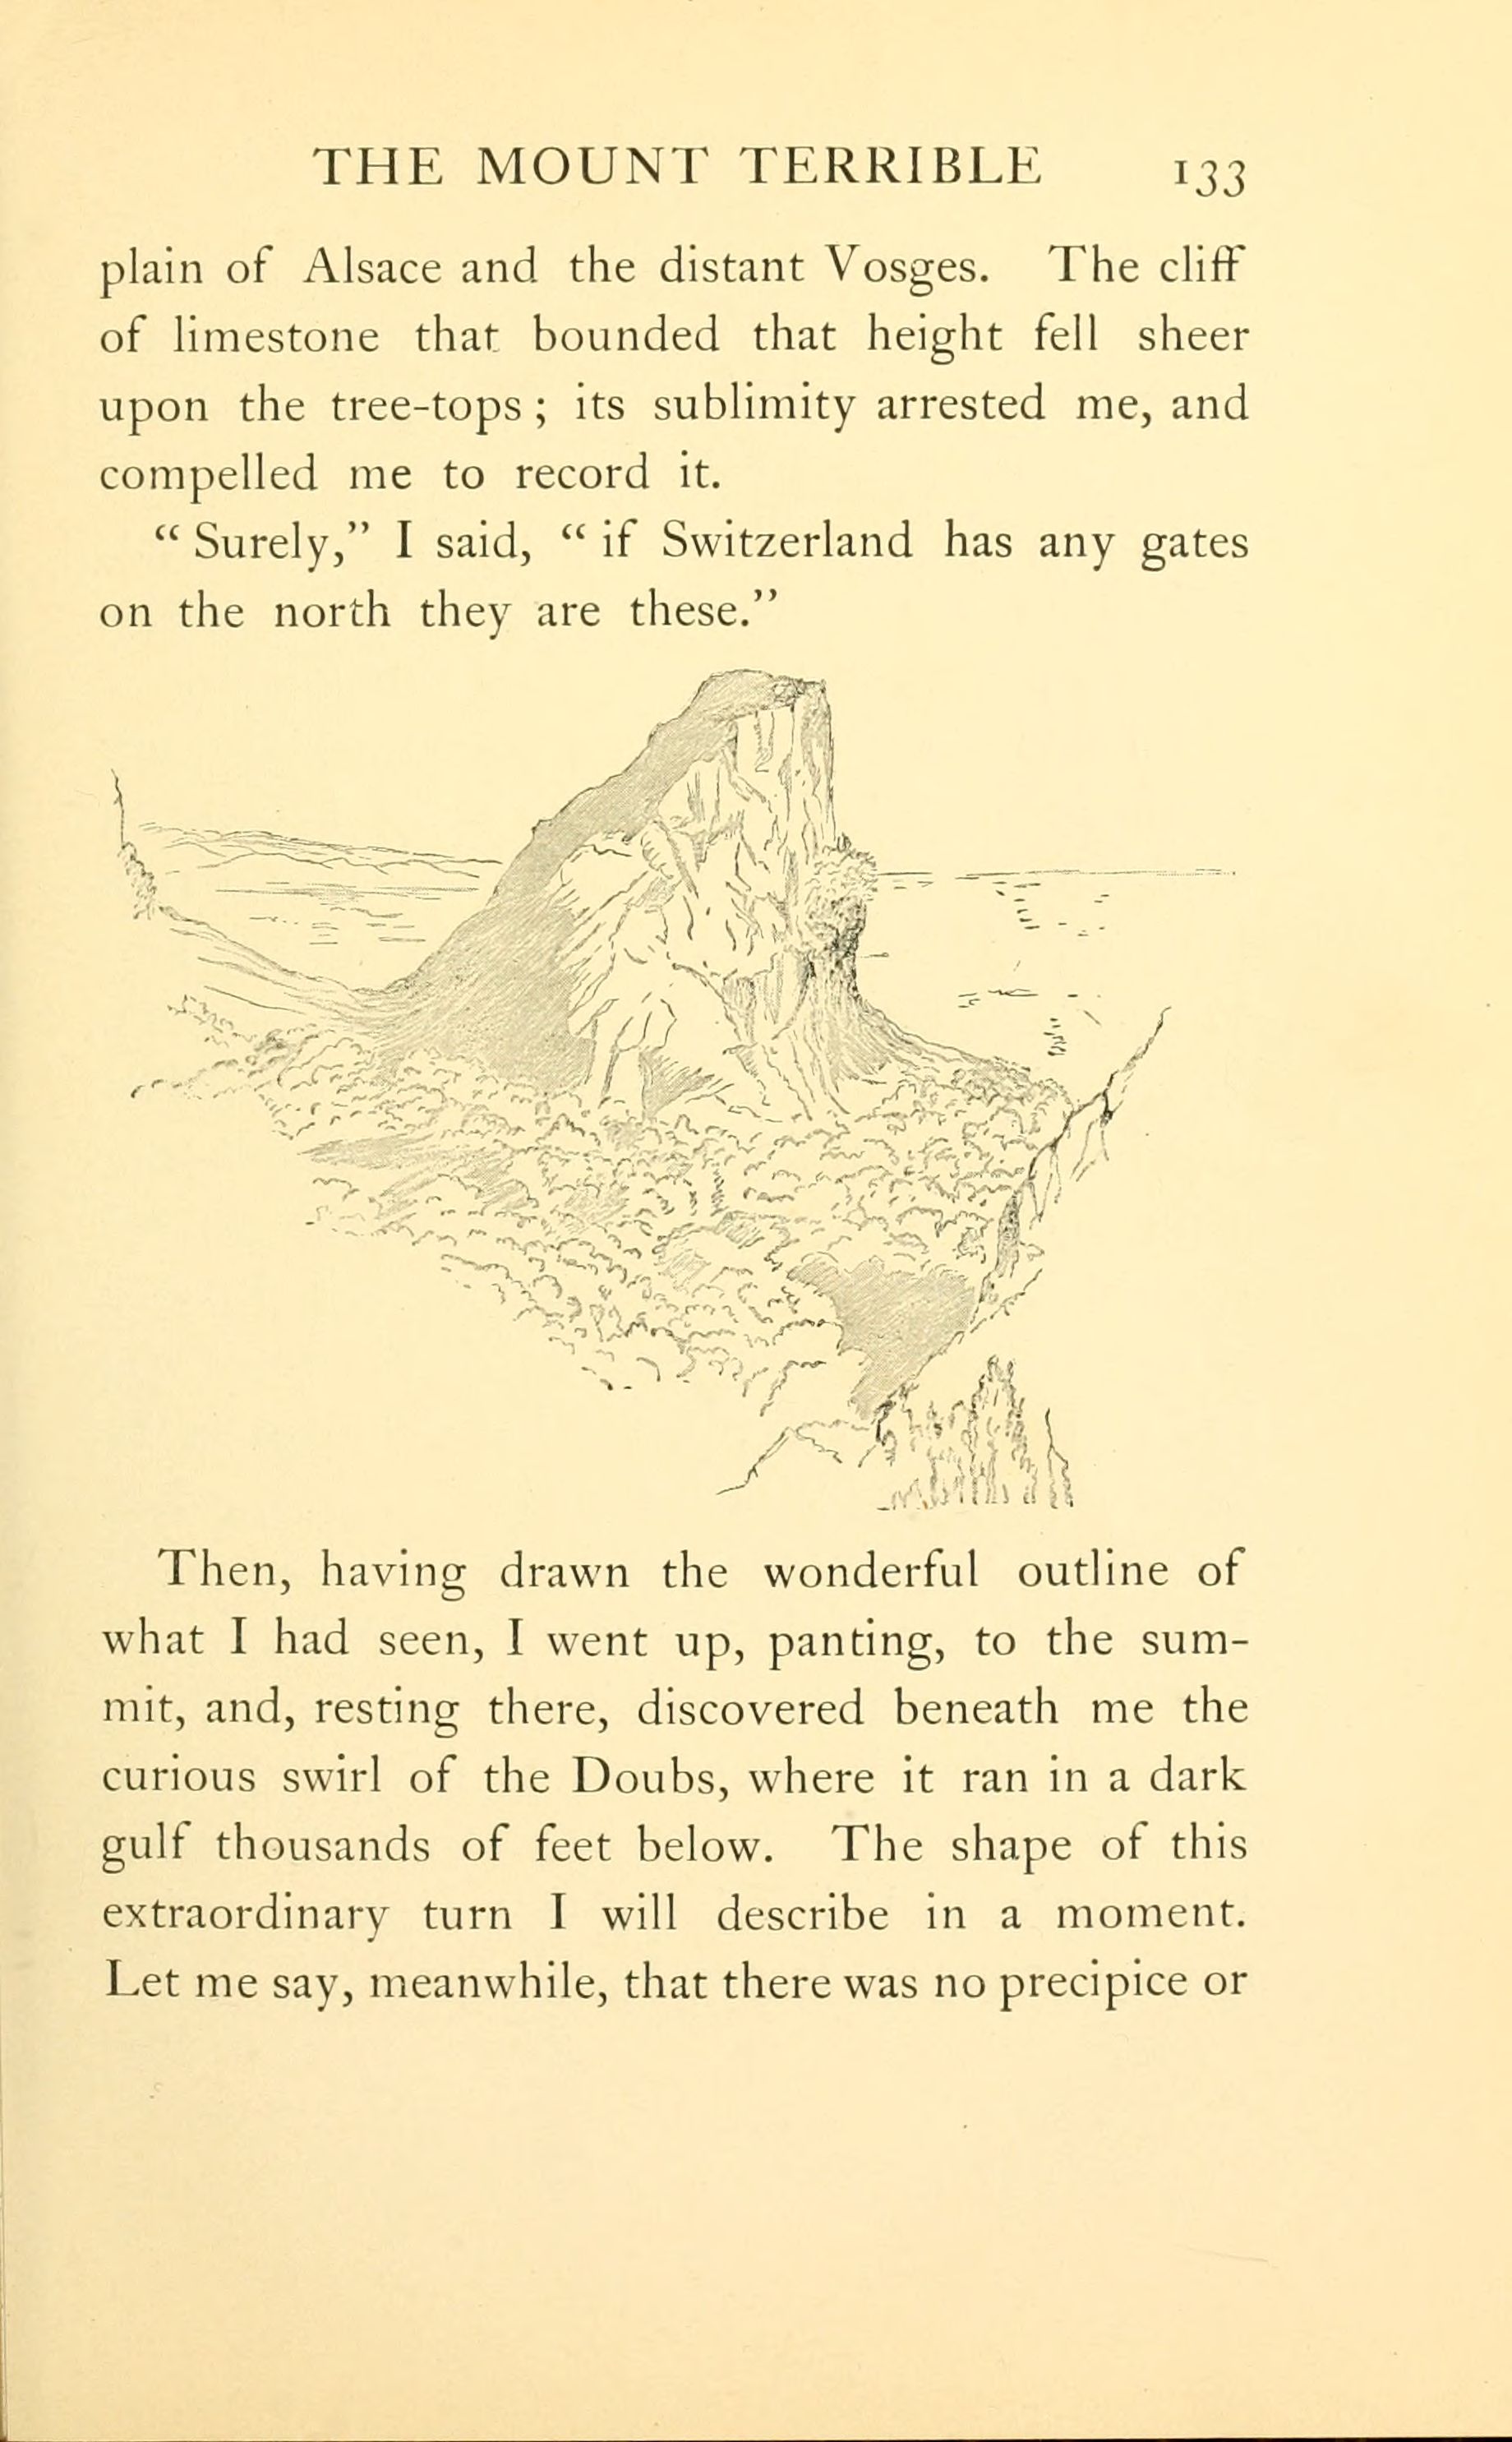 THE MOUNT TERRIBLE 133
plain of Alsace and the distant Vosges. The cliff
of limestone that bounded that height fell sheer
upon the tree-tops; its sublimity arrested me, and
compelled me to record it.
"Surely," I said, "if Switzerland has any gates
on the north they are these."
Then, having drawn the wonderful outline of
what I had seen, I went up, panting, to the sum-
mit, and, resting there, discovered beneath me the
curious swirl of the Doubs, where it ran in a dark
gulf thousands of feet below. The shape of this
extraordinary turn I will describe in a moment.
Let me say, meanwhile, that there was no precipice or